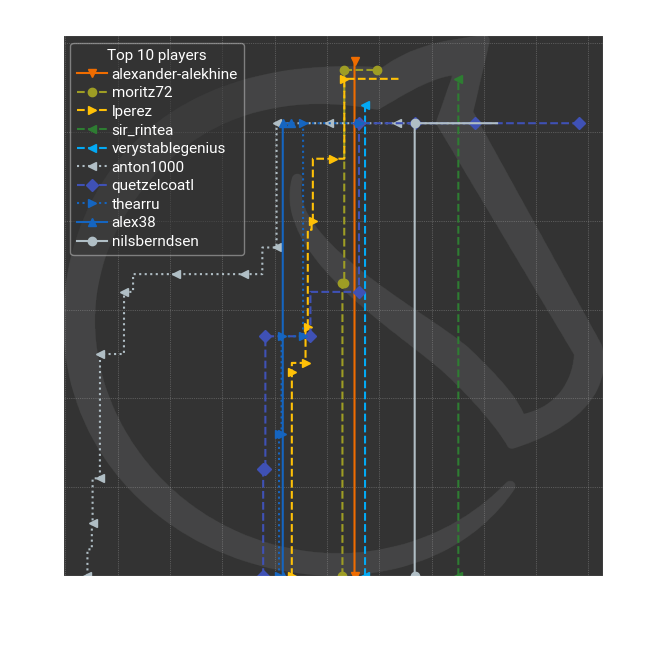 Top 10 players
alexander-alekhine
moritz72
lperez
sir_rintea
verystablegenius
anton1000
quetzelcoatl
thearru
alex38
nilsberndsen